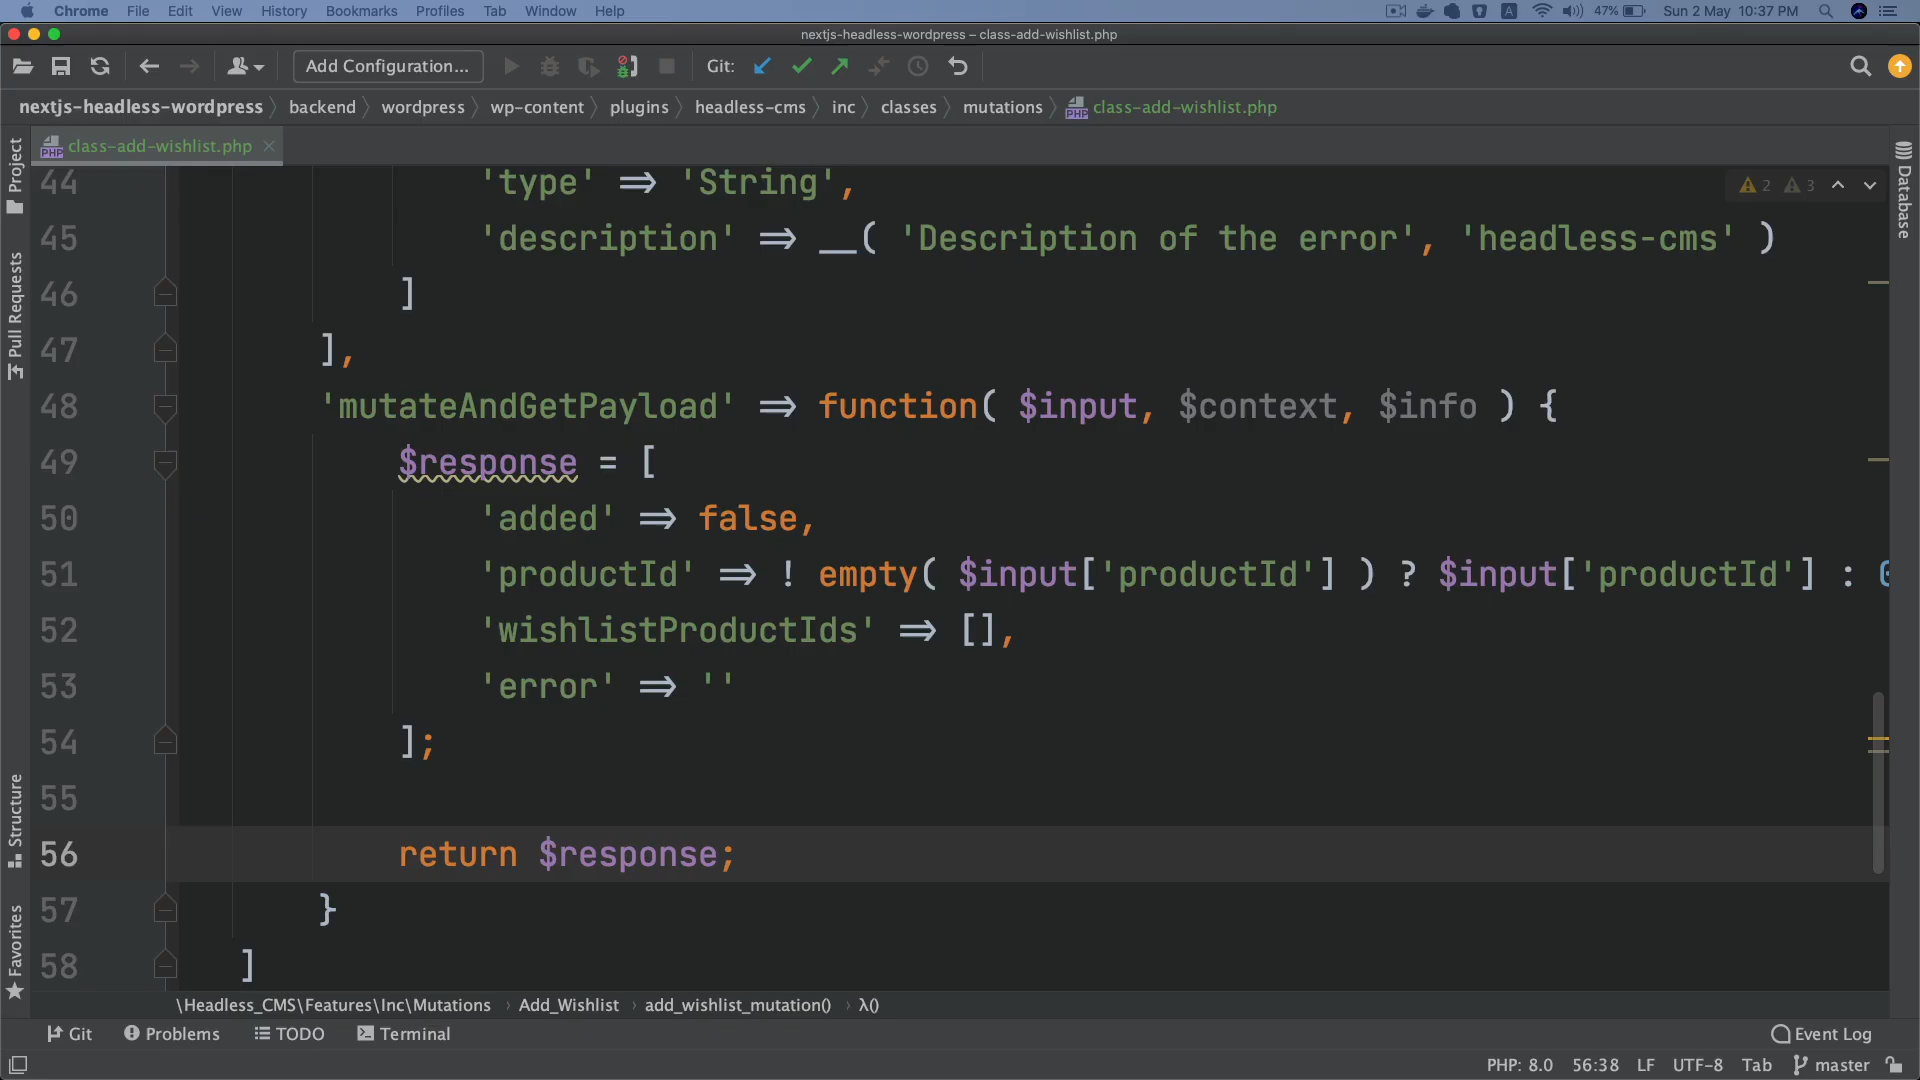 Chrome File Edit View History Bookmarks Profiles Tab Window Help A 47% Sun 2 May 10:37 PM
nextjs-headless-wordpress – class-add-wishlist.php
Add Configuration... Git:
nextjs-headless-wordpress backend wordpress wp-content plugins headless-cms inc classes mutations class-add-wishlist.php
PHP class-add-wishlist.php
Project
Pull Requests
Structure
Favorites
Database
2 3
44 'type' => 'String',
45 'description' => __( 'Description of the error', 'headless-cms' )
46 ]
47 ],
48 'mutateAndGetPayload' => function( $input, $context, $info ) {
49 $response = [
50 'added' => false,
51 'productId' => ! empty( $input['productId'] ) ? $input['productId'] :
52 'wishlistProductIds' => [],
53 'error' => ''
54 ];
55
56 return $response;
57 }
58 ]
\Headless_CMS\Features\Inc\Mutations › Add_Wishlist › add_wishlist_mutation() › λ()
Git Problems TODO Terminal Event Log
PHP: 8.0 56:38 LF UTF-8 Tab master